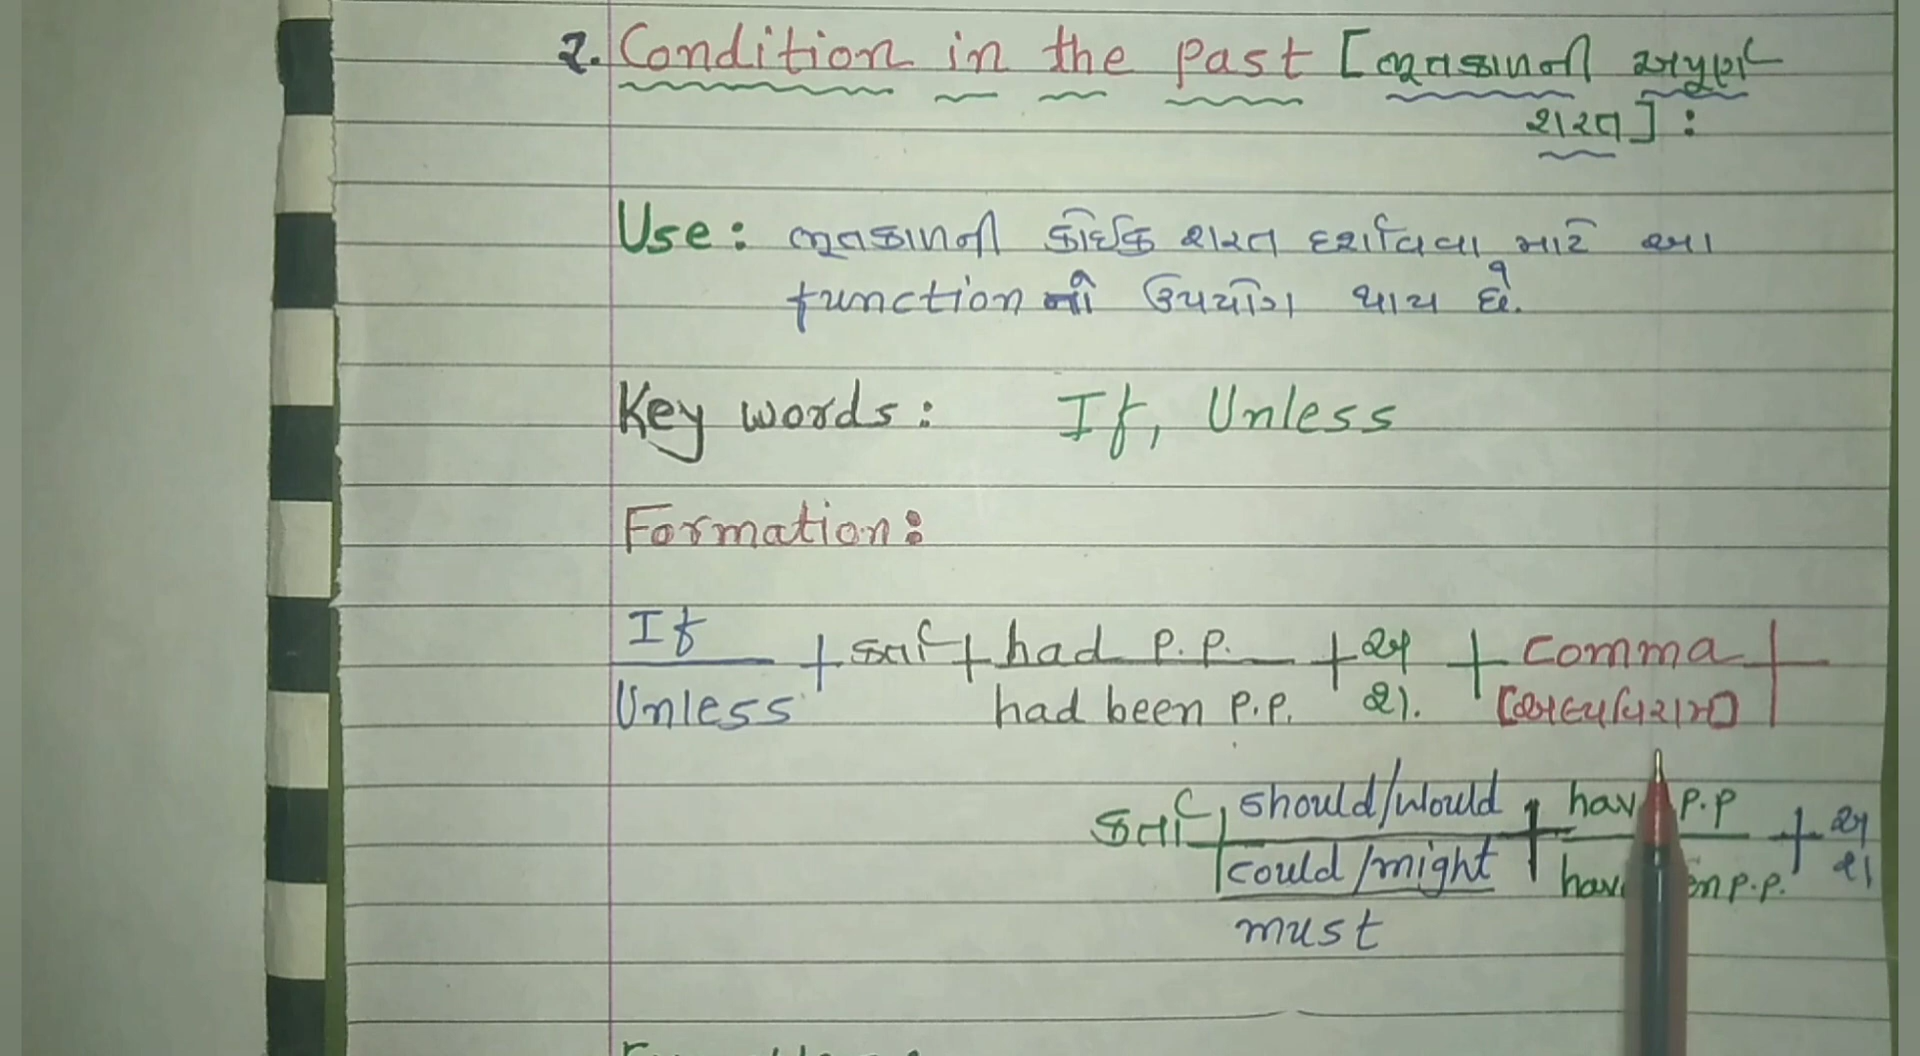 2. Condition in the past [ભૂતકાળની અપૂર્ણ
શરત] :
Use : ભૂતકાળની કોઈક શરત દર્શાવવા માટે આ
function નો ઉપયોગ થાય છે.
Key words : If, Unless
Formation :
If + કર્તા + had p.p. + અ + comma +
Unless had been p.p. શ. [અલ્પવિરામ]
કર્તા + should/would + have p.p + અ
could/might p.p. શ
must